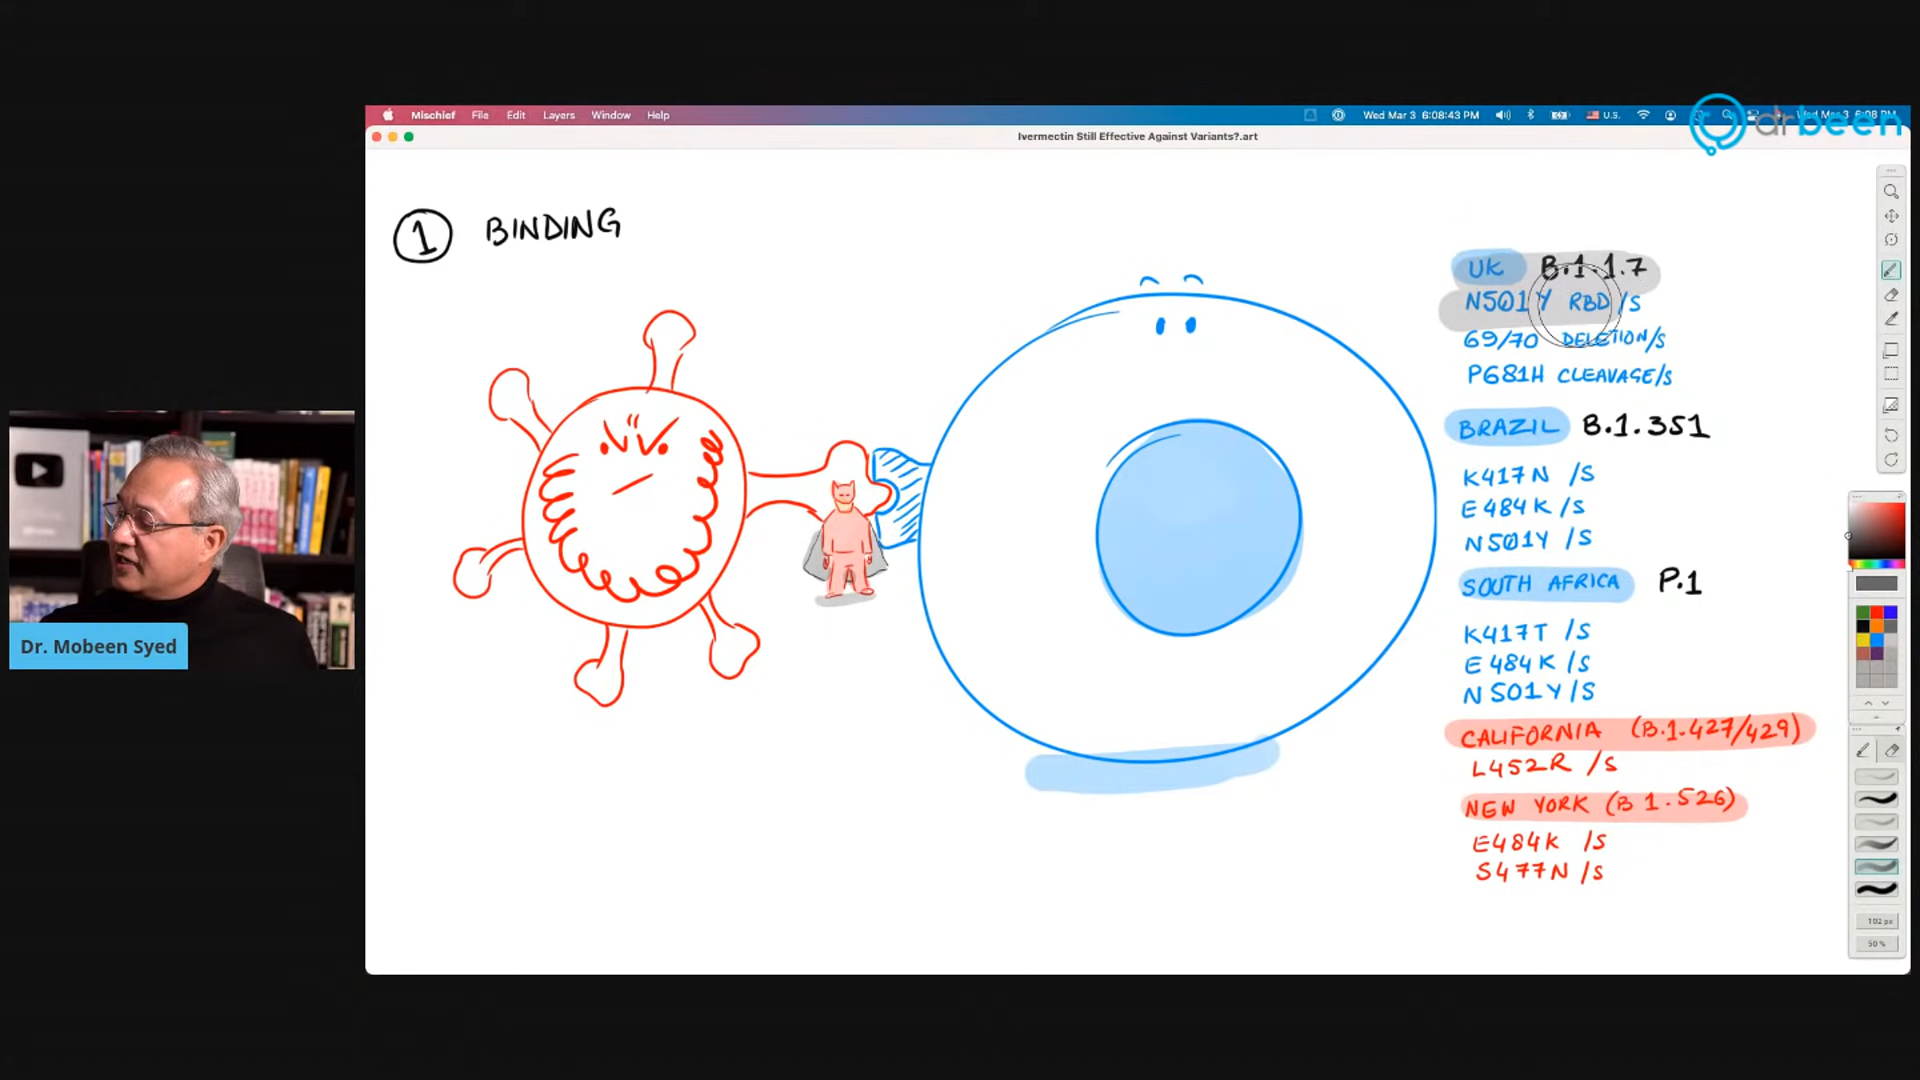 Mischief File Edit Layers Window Help
Wed Mar 3 6:08:43 PM
U.S.
drbeen
Ivermectin Still Effective Against Variants?.art
1 BINDING
UK B.1.1.7
N501Y RBD/S
69/70 DELETION/S
P681H CLEAVAGE/S
BRAZIL B.1.351
K417N /S
E484K /S
N501Y /S
SOUTH AFRICA P.1
K417T /S
E484K /S
N501Y/S
CALIFORNIA (B.1.427/429)
L452R /S
NEW YORK (B 1.526)
E484K /S
S477N /S
Dr. Mobeen Syed
102 px
50 %